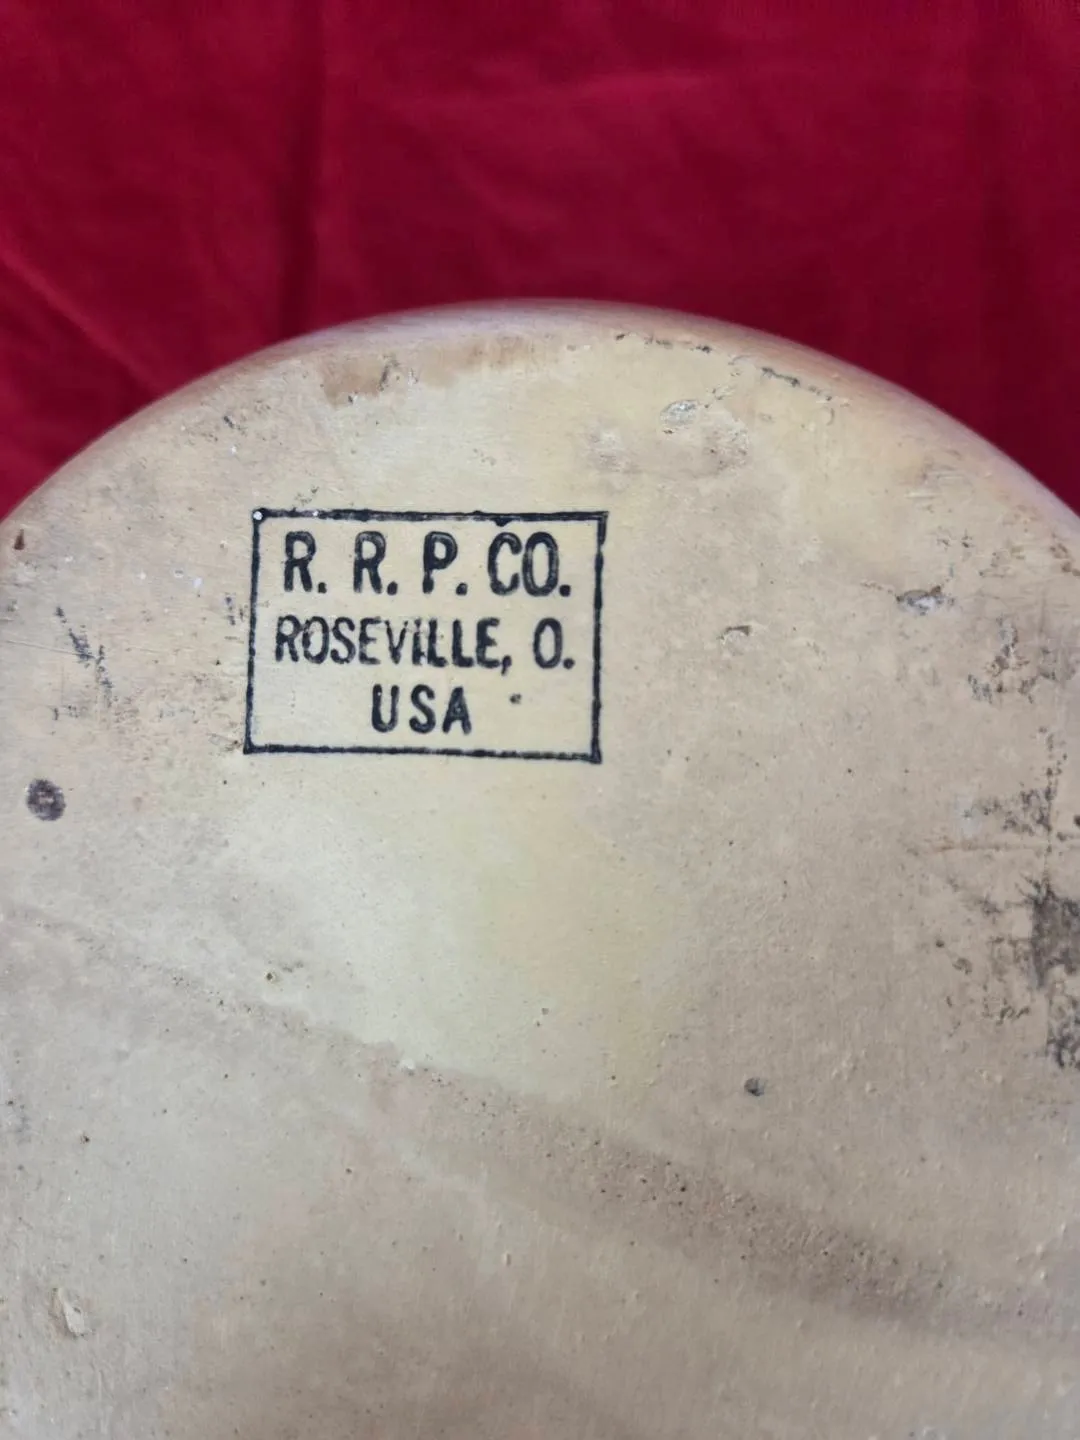 R. R. P. CO.
ROSEVILLE, O.
USA